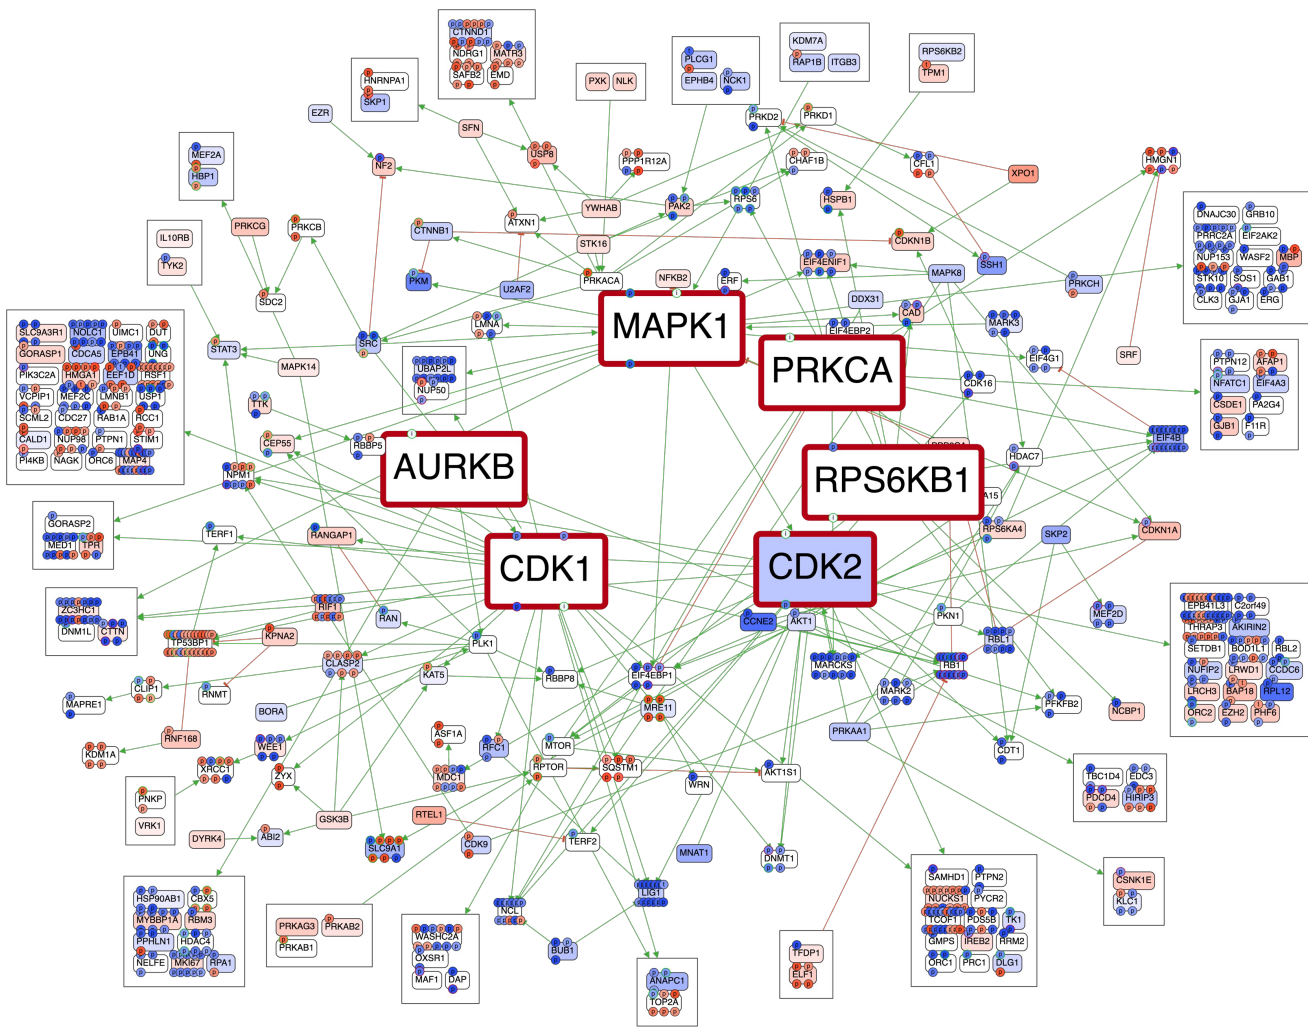 CTNND1
NDRG1
MATR3
SAFB2
EMD
HNRNPA1
SKP1
PXK
NLK
PLCG1
EPHB4
NCK1
KDM7A
RAP1B
ITGB3
RPS6KB2
TPM1
EZR
SFN
USP8
NF2
PRKD2
PRKD1
PPP1R12A
CHAF1B
CFL1
XPO1
HMGN1
MEF2A
HBP1
PRKCG
PRKCB
IL10RB
TYK2
SDC2
CTNNB1
ATXN1
YWHAB
PAK2
RPS6
HSPB1
STK16
CDKN1B
PKM
U2AF2
PRKACA
NFKB2
ERF
EIF4ENIF1
MAPK8
SSH1
PRKCH
DNAJC30
GRB10
PRRC2A
EIF2AK2
NUP153
WASF2
MBP
STK10
SOS1
GAB1
CLK3
GJA1
ERG
DDX31
CAD
MARK3
EIF4EBP2
EIF4G1
SRF
CDK16
MAPK1
PRKCA
LMNA
SRC
STAT3
MAPK14
UBAP2L
NUP50
SLC9A3R1
NOLC1
UIMC1
DUT
GORASP1
CDCA5
EPB41
UNG
PIK3C2A
HMGA1
EEF1D
RSF1
VCPIP1
MEF2C
LMNB1
USP1
SCML2
CDC27
RAB1A
RCC1
CALD1
NUP98
PTPN1
STIM1
PI4KB
NAGK
ORC6
MAP4
PTPN12
AFAP1
NFATC1
EIF4A3
CSDE1
PA2G4
GJB1
F11R
TTK
CEP55
RBBP5
AURKB
RPS6KB1
EIF4B
HDAC7
NPM1
GORASP2
MED1
TPR
TERF1
RANGAP1
CDK1
CDK2
RPS6KA4
SKP2
CDKN1A
ZC3HC1
DNM1L
CTTN
RIF1
TP53BP1
KPNA2
RAN
PLK1
CCNE2
AKT1
PKN1
RBL1
MEF2D
EPB41L3
C2orf49
THRAP3
AKIRIN2
SETDB1
BOD1L1
RBL2
NUFIP2
LRWD1
CCDC6
LRCH3
BAP18
RPL12
ORC2
EZH2
PHF6
CLASP2
KAT5
RBBP8
EIF4EBP1
MARCKS
RB1
MARK2
PFKFB2
NCBP1
CLIP1
MAPRE1
RNMT
BORA
MRE11
PRKAA1
CDT1
RNF168
KDM1A
WEE1
XRCC1
ZYX
ASF1A
RFC1
MTOR
RPTOR
SQSTM1
MDC1
WRN
AKT1S1
TBC1D4
EDC3
PDCD4
HIRIP3
PNKP
VRK1
GSK3B
RTEL1
DYRK4
ABI2
SLC9A1
CDK9
TERF2
MNAT1
DNMT1
CSNK1E
KLC1
HSP90AB1
CBX5
MYBBP1A
RBM3
PPHLN1
HDAC4
NELFE
MKI67
RPA1
PRKAG3
PRKAB2
PRKAB1
WASHC2A
OXSR1
MAF1
DAP
NCL
LIG1
BUB1
ANAPC1
TOP2A
TFDP1
ELF1
SAMHD1
PTPN2
NUCKS1
PYCR2
TCOF1
PDS5B
TK1
GMPS
IREB2
RRM2
ORC1
PRC1
DLG1